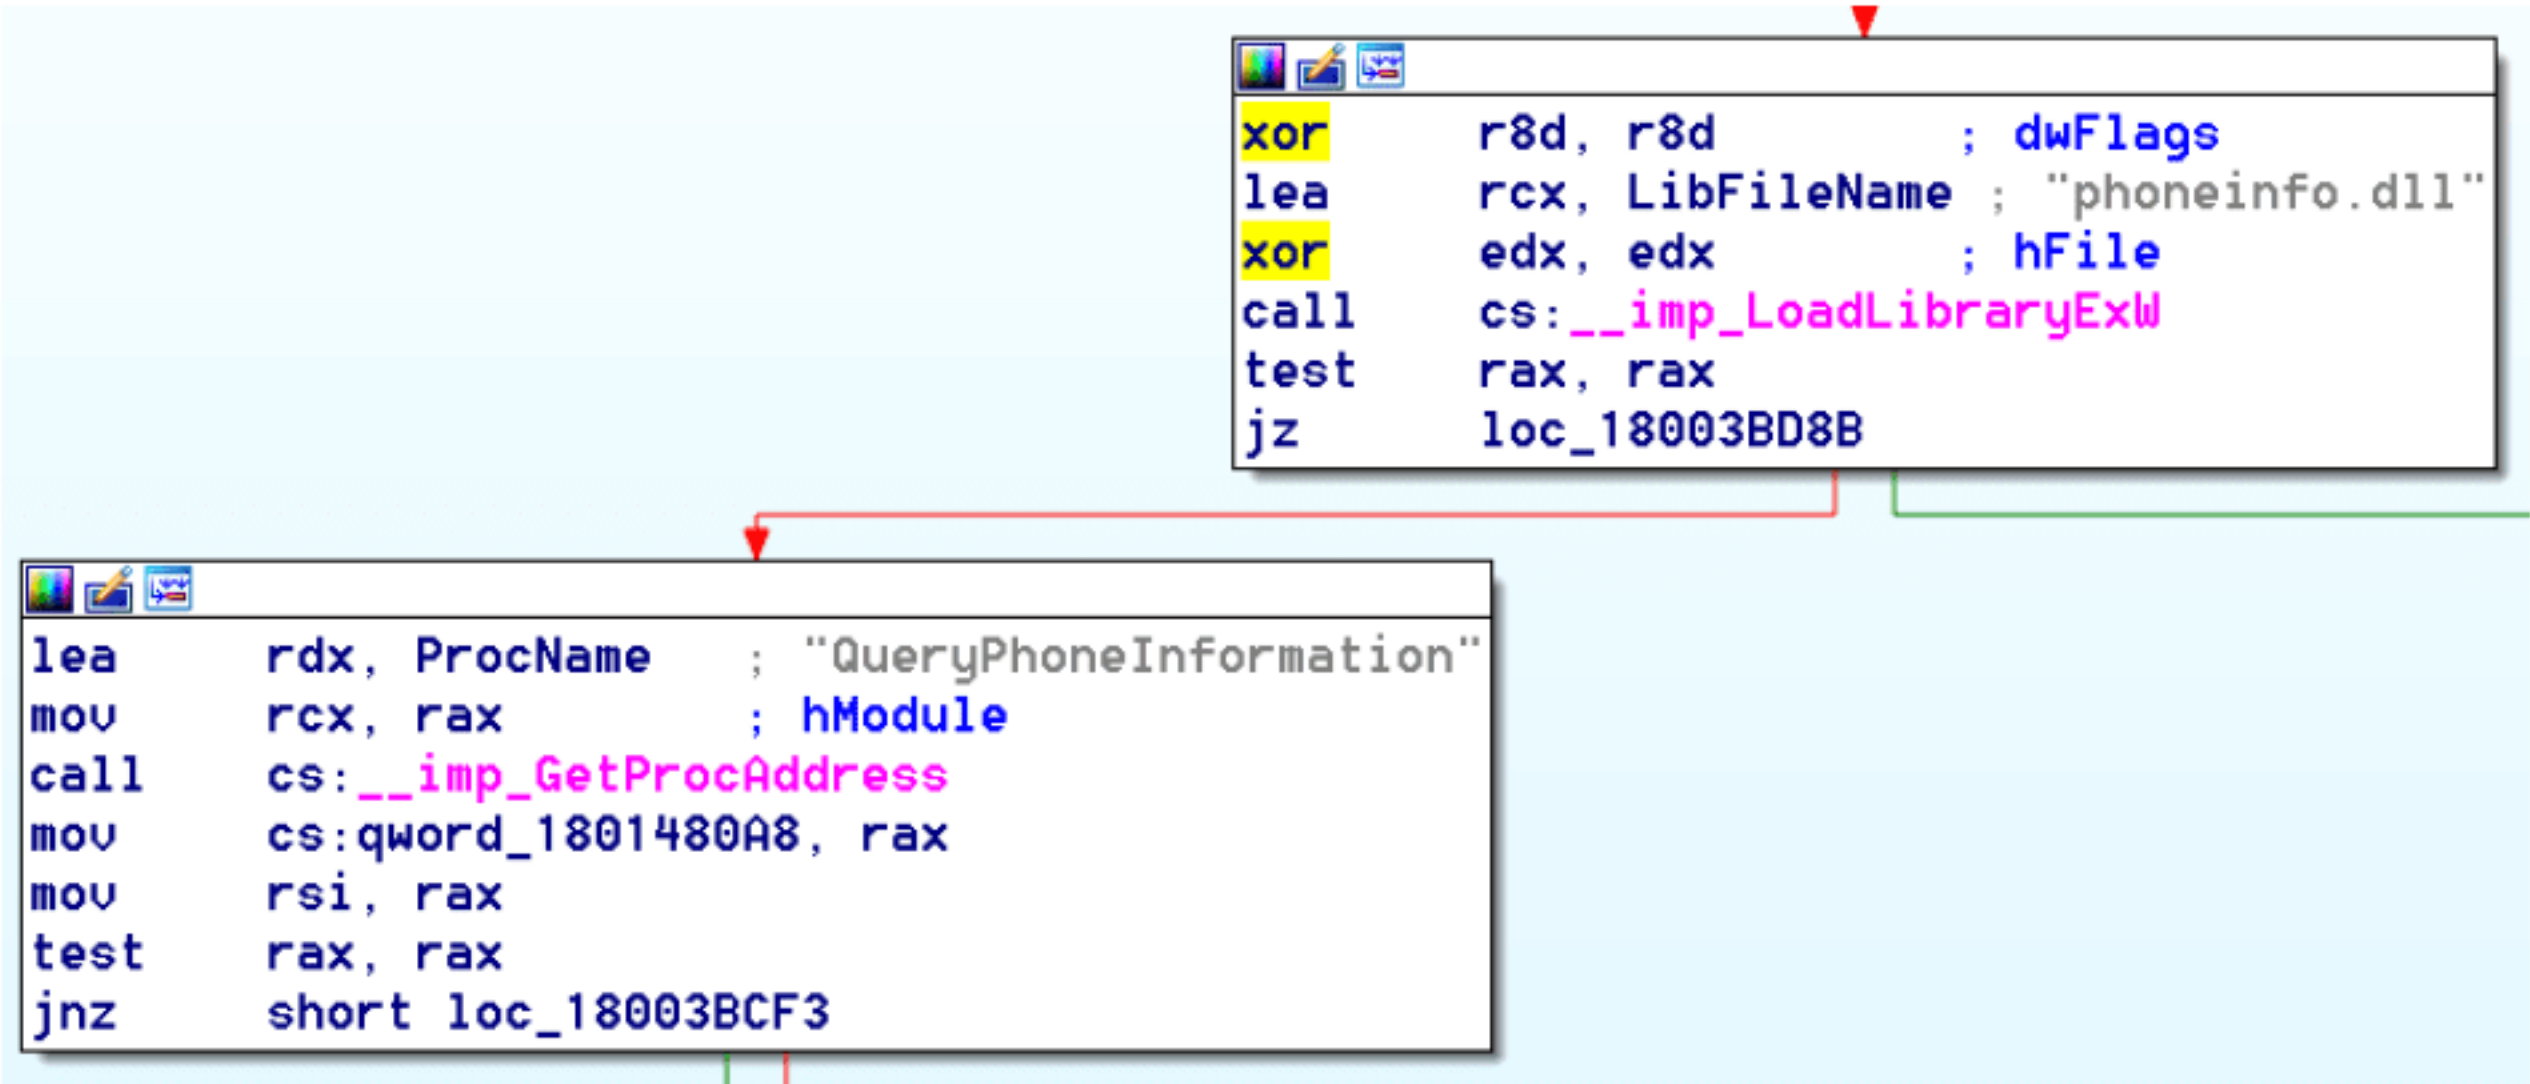 xor r8d, r8d ; dwFlags
lea rcx, LibFileName ; "phoneinfo.dll"
xor edx, edx ; hFile
call cs:__imp_LoadLibraryExW
test rax, rax
jz loc_18003BD8B
lea rdx, ProcName ; "QueryPhoneInformation"
mov rcx, rax ; hModule
call cs:__imp_GetProcAddress
mov cs:qword_1801480A8, rax
mov rsi, rax
test rax, rax
jnz short loc_18003BCF3